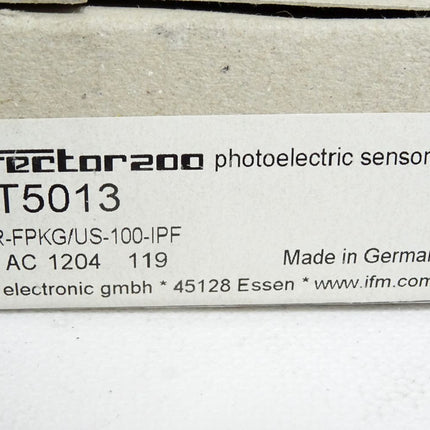 fector200 photoelectric sensor
T5013
R-FPKG/US-100-IPF
AC 1204 119 Made in German
electronic gmbh * 45128 Essen * www.ifm.com